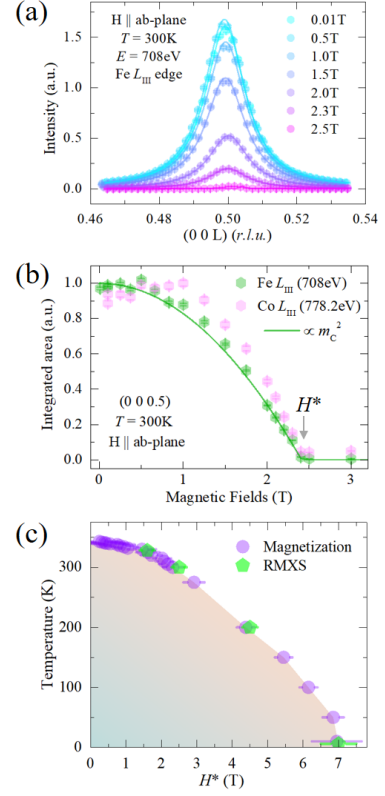 (a)
H || ab-plane
T = 300K
E = 708eV
Fe L_III edge
0.01T
0.5T
1.0T
1.5T
2.0T
2.3T
2.5T
Intensity (a.u.)
1.5
1.0
0.5
0.0
0.46 0.48 0.50 0.52 0.54
(0 0 L) (r.l.u.)
(b)
Fe L_III (708eV)
Co L_III (778.2eV)
∝ m_C^2
H*
(0 0 0.5)
T = 300K
H || ab-plane
Integrated area (a.u.)
1.0
0.8
0.6
0.4
0.2
0.0
0 1 2 3
Magnetic Fields (T)
(c)
Magnetization
RMXS
Temperature (K)
300
200
100
0
0 1 2 3 4 5 6 7
H* (T)